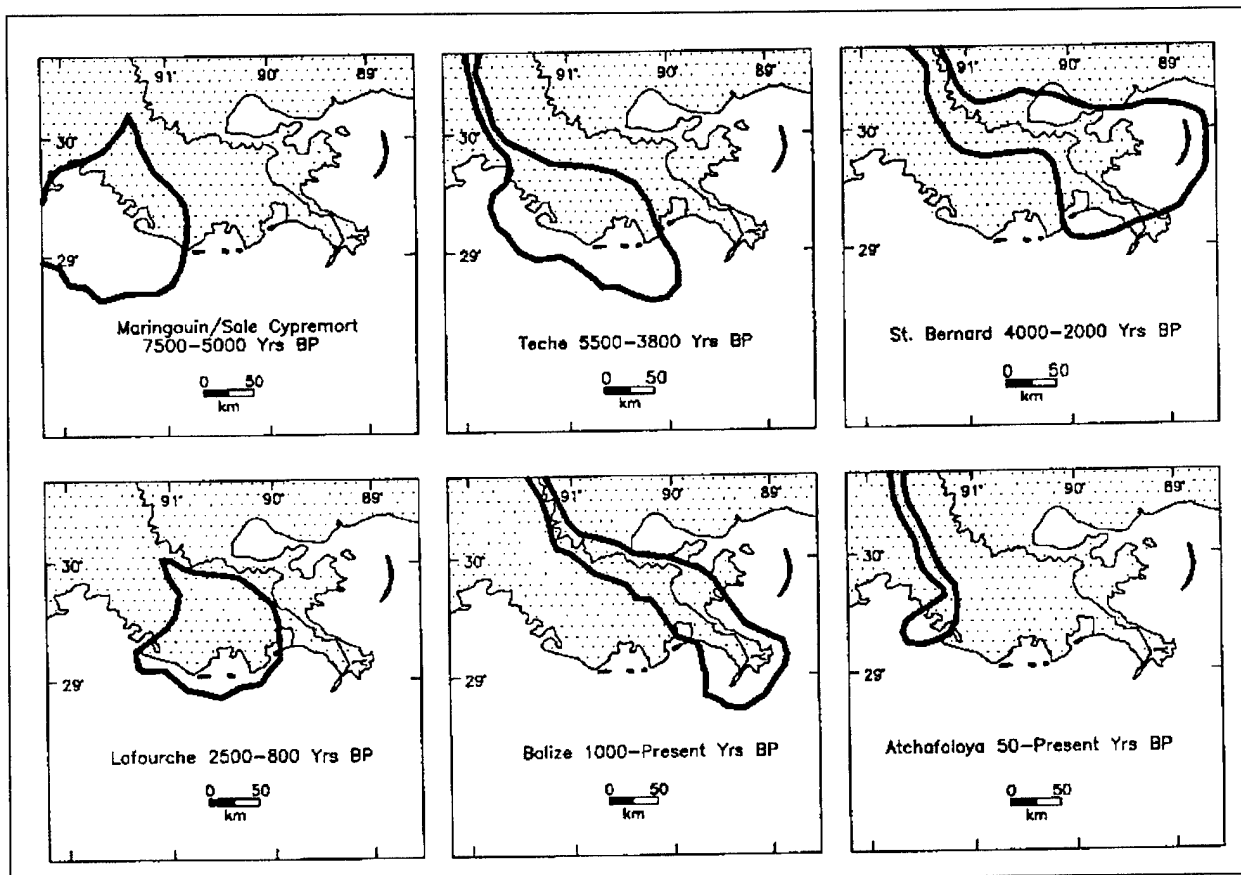 91' 90' 89'
30'
29'
Maringouin/Sale Cypremort
7500-5000 Yrs BP
0 50
km
91' 90' 89'
30'
29'
Teche 5500-3800 Yrs BP
0 50
km
91' 90' 89'
30'
29'
St. Bernard 4000-2000 Yrs BP
0 50
km
91' 90' 89'
30'
29'
Lafourche 2500-800 Yrs BP
0 50
km
91' 90' 89'
30'
29'
Balize 1000-Present Yrs BP
0 50
km
91' 90' 89'
30'
29'
Atchafalaya 50-Present Yrs BP
0 50
km